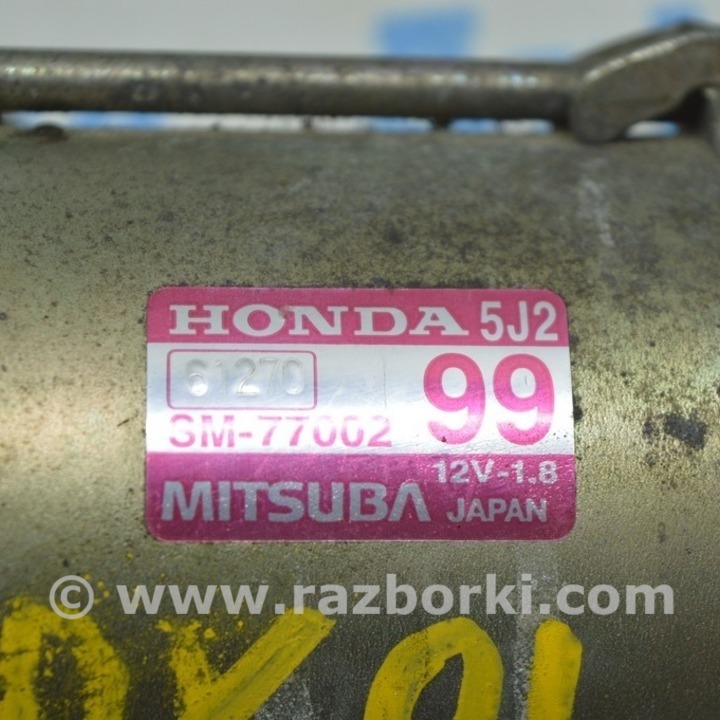 HONDA 5J2
61270 99
SM-77002
12V-1.8
MITSUBA JAPAN
© www.razborki.com